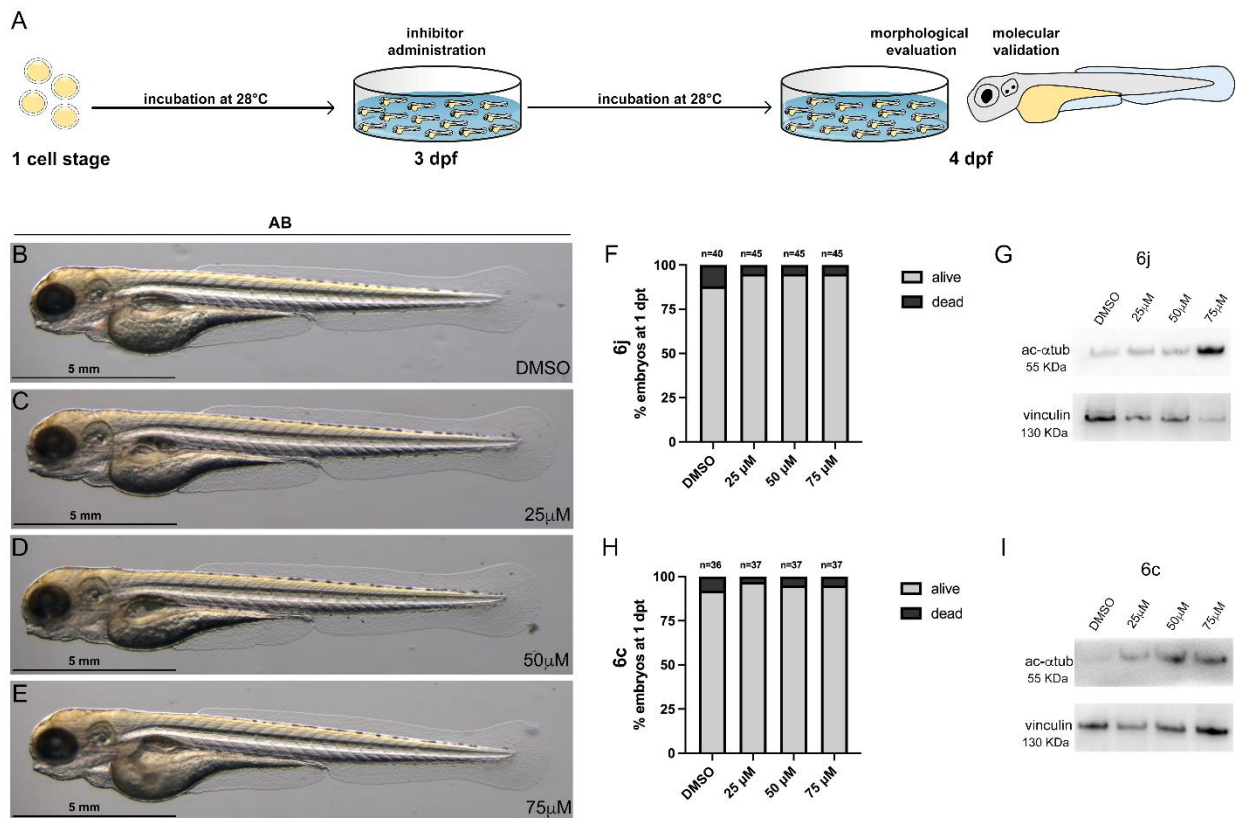 A
inhibitor
administration
morphological
evaluation
molecular
validation
incubation at 28°C
incubation at 28°C
1 cell stage
3 dpf
4 dpf
AB
B
DMSO
5 mm
C
25µM
5 mm
D
50µM
5 mm
E
75µM
5 mm
F
n=40 n=45 n=45 n=45
100
75
50
25
0
6j
% embryos at 1 dpt
DMSO
25 µM
50 µM
75 µM
alive
dead
G
6j
DMSO
25µM
50µM
75µM
ac-αtub
55 KDa
vinculin
130 KDa
H
n=36 n=37 n=37 n=37
100
75
50
25
0
6c
% embryos at 1 dpt
DMSO
25 µM
50 µM
75 µM
alive
dead
I
6c
DMSO
25µM
50µM
75µM
ac-αtub
55 KDa
vinculin
130 KDa